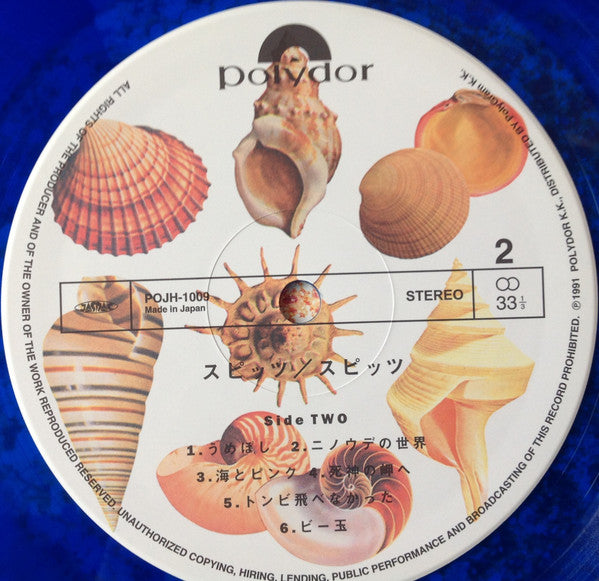 polydor
2
JASRAC
POJH-1009
Made in Japan
STEREO
33 1/3
スピッツ／スピッツ
Side TWO
1.うめぼし 2.ニノウデの世界
3.海とピンク 4.死神の岬へ
5.トンビ飛べなかった
6.ビー玉
ALL RIGHTS OF THE PRODUCER AND OF THE OWNER OF THE WORK REPRODUCED RESERVED. UNAUTHORIZED COPYING, HIRING, LENDING, PUBLIC PERFORMANCE AND BROADCASTING OF THIS RECORD PROHIBITED. ℗1991 POLYDOR K.K., DISTRIBUTED BY PolyGram K.K.